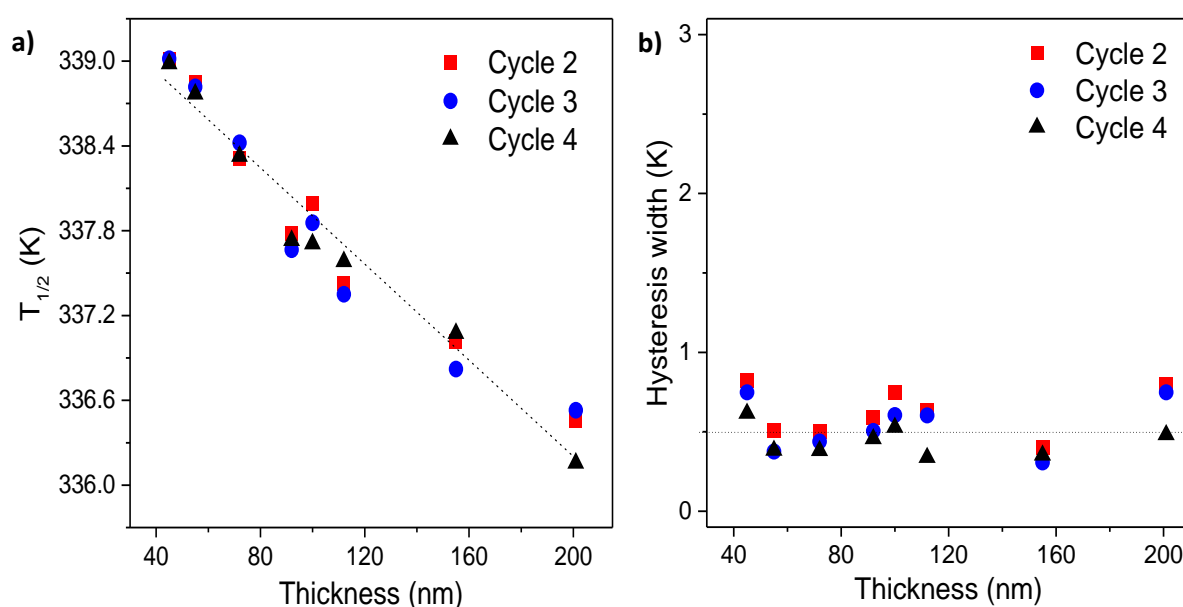 a)
T1/2 (K)
339.0
338.4
337.8
337.2
336.6
336.0
40 80 120 160 200
Thickness (nm)
Cycle 2
Cycle 3
Cycle 4
b)
Hysteresis width (K)
3
2
1
0
40 80 120 160 200
Thickness (nm)
Cycle 2
Cycle 3
Cycle 4